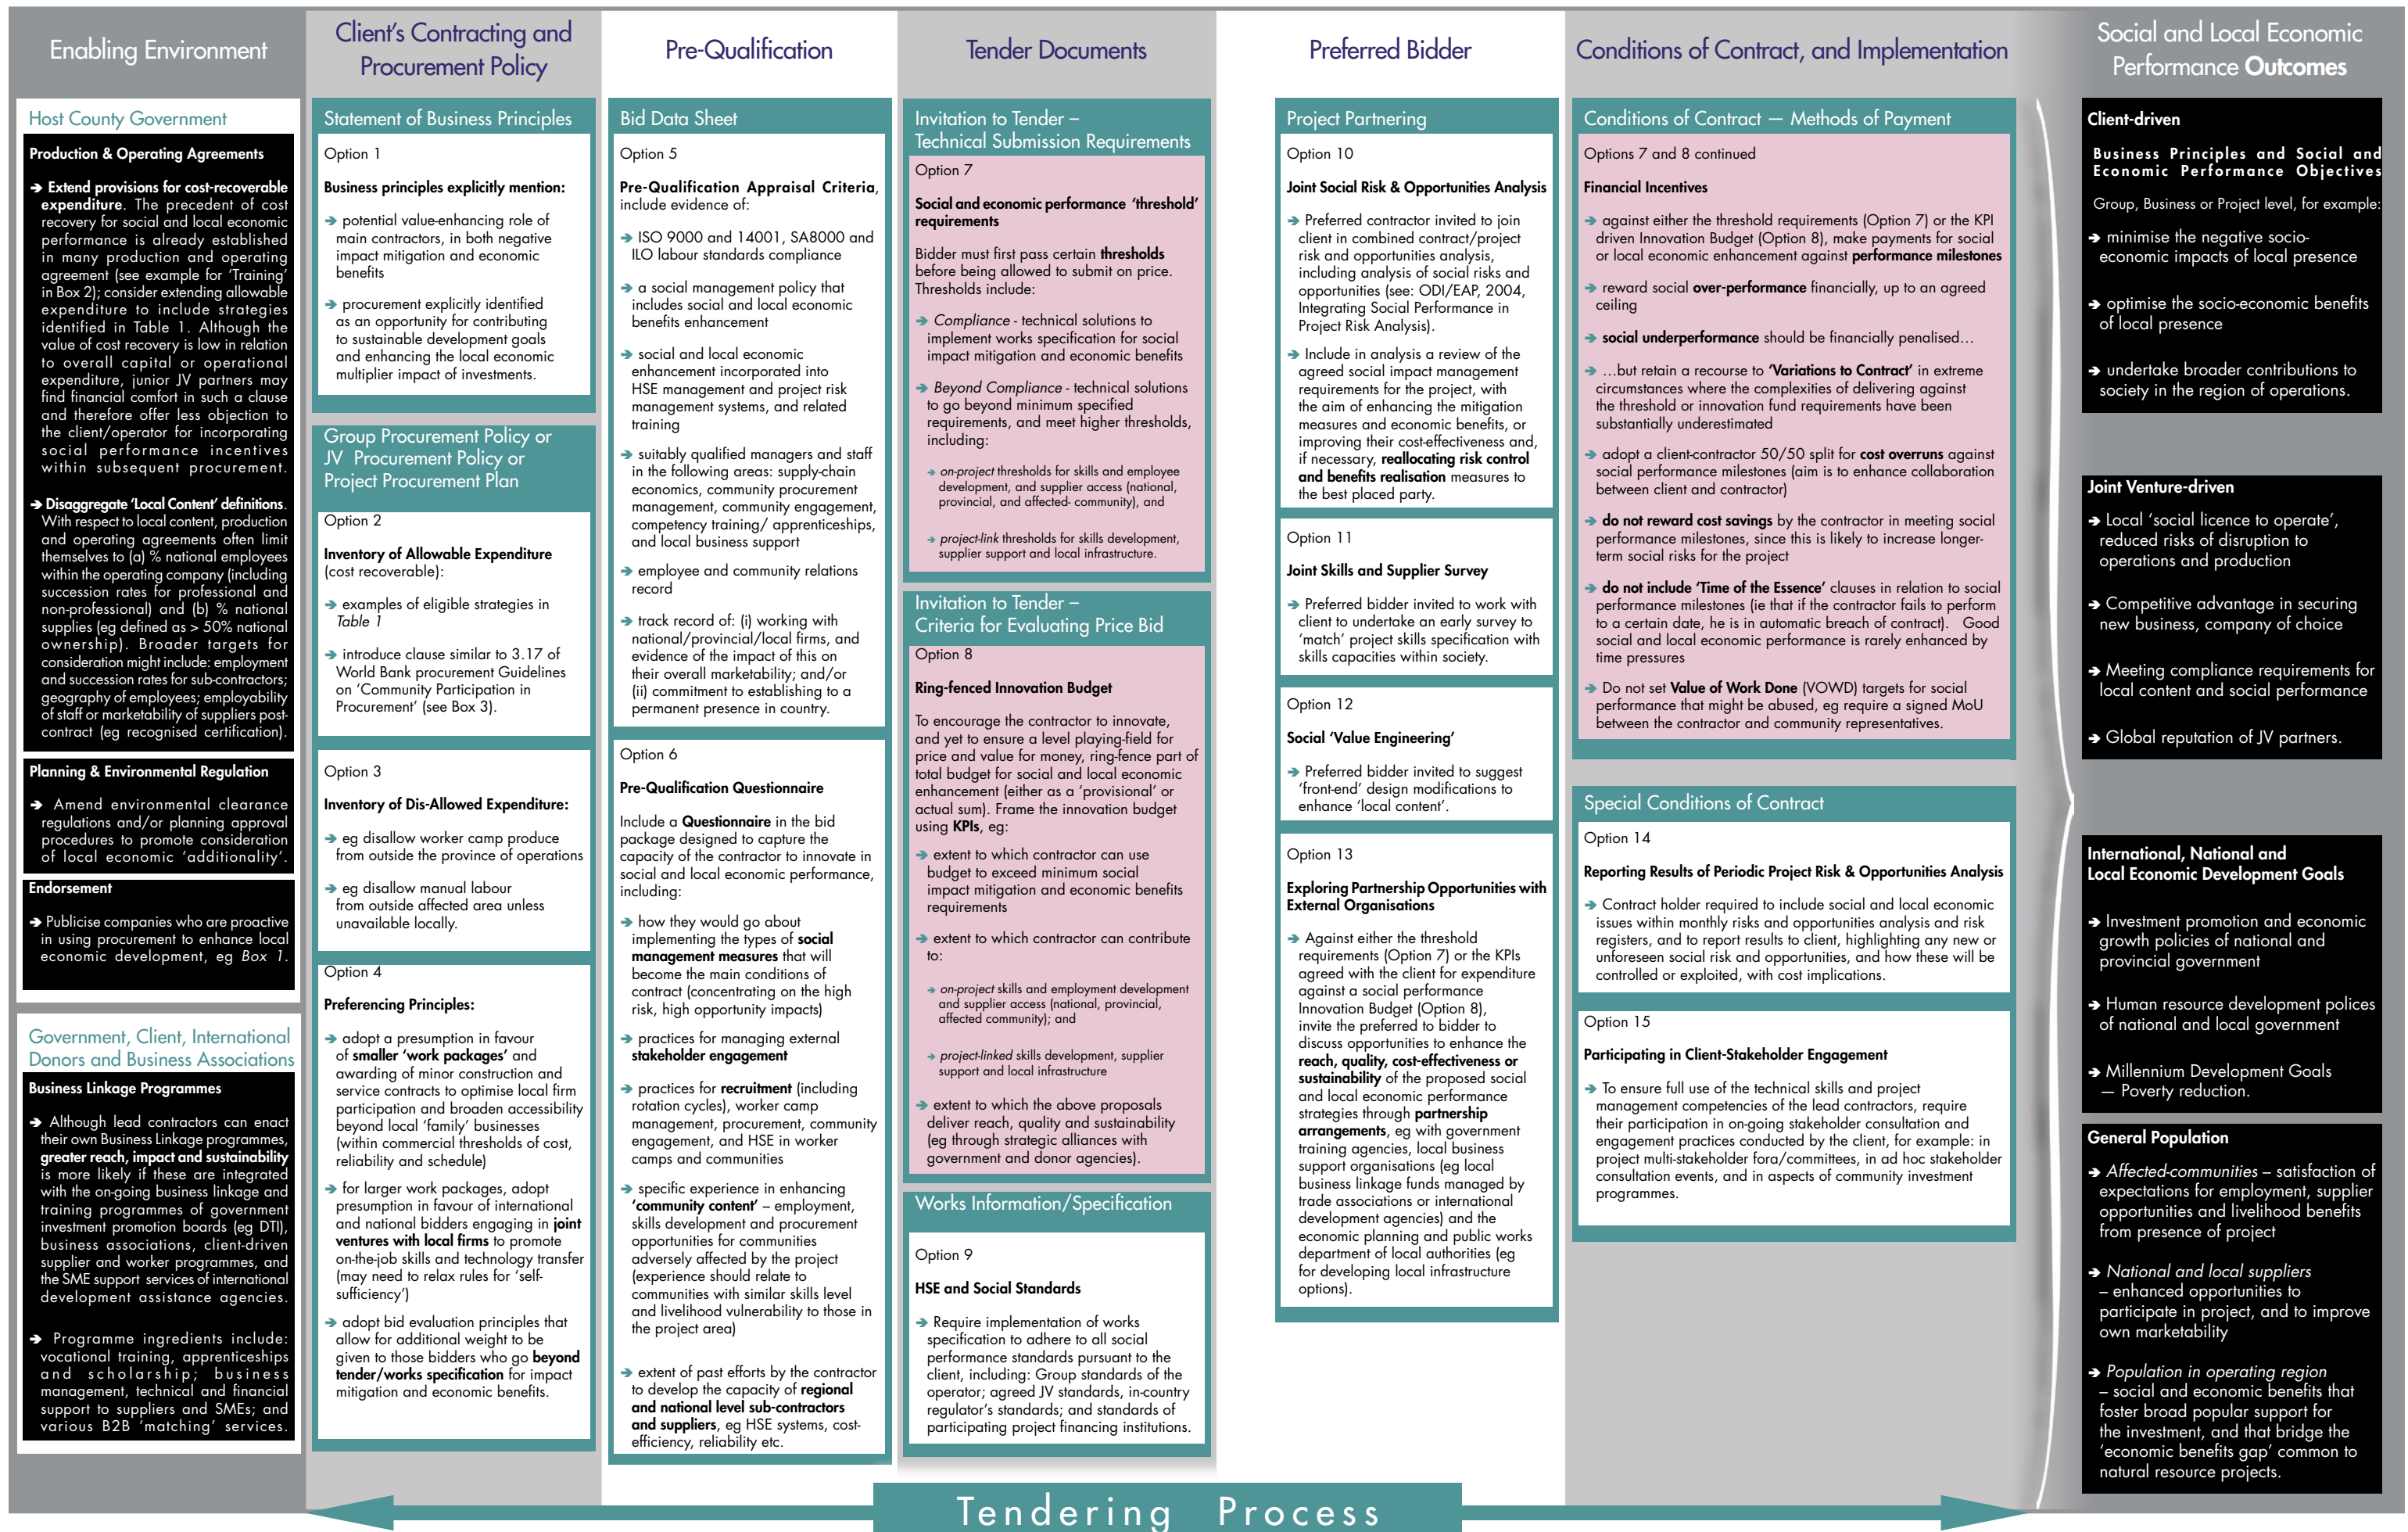 Enabling Environment
Host County Government
Production & Operating Agreements
➔ Extend provisions for cost-recoverable
expenditure. The precedent of cost
recovery for social and local economic
performance is already established
in many production and operating
agreement (see example for ‘Training’
in Box 2); consider extending allowable
expenditure to include strategies
identified in Table 1. Although the
value of cost recovery is low in relation
to overall capital or operational
expenditure, junior JV partners may
find financial comfort in such a clause
and therefore offer less objection to
the client/operator for incorporating
social performance incentives
within subsequent procurement.
➔ Disaggregate ‘Local Content’ definitions.
With respect to local content, production
and operating agreements often limit
themselves to (a) % national employees
within the operating company (including
succession rates for professional and
non-professional) and (b) % national
supplies (eg defined as > 50% national
ownership). Broader targets for
consideration might include: employment
and succession rates for sub-contractors;
geography of employees; employability
of staff or marketability of suppliers post-
contract (eg recognised certification).
Planning & Environmental Regulation
➔ Amend environmental clearance
regulations and/or planning approval
procedures to promote consideration
of local economic ‘additionality’.
Endorsement
➔ Publicise companies who are proactive
in using procurement to enhance local
economic development, eg Box 1.
Government, Client, International
Donors and Business Associations
Business Linkage Programmes
➔ Although lead contractors can enact
their own Business Linkage programmes,
greater reach, impact and sustainability
is more likely if these are integrated
with the on-going business linkage and
training programmes of government
investment promotion boards (eg DTI),
business associations, client-driven
supplier and worker programmes, and
the SME support services of international
development assistance agencies.
➔ Programme ingredients include:
vocational training, apprenticeships
and scholarship; business
management, technical and financial
support to suppliers and SMEs; and
various B2B ‘matching’ services.
Client’s Contracting and
Procurement Policy
Statement of Business Principles
Option 1
Business principles explicitly mention:
➔ potential value-enhancing role of
main contractors, in both negative
impact mitigation and economic
benefits
➔ procurement explicitly identified
as an opportunity for contributing
to sustainable development goals
and enhancing the local economic
multiplier impact of investments.
Group Procurement Policy or
JV Procurement Policy or
Project Procurement Plan
Option 2
Inventory of Allowable Expenditure
(cost recoverable):
➔ examples of eligible strategies in
Table 1
➔ introduce clause similar to 3.17 of
World Bank procurement Guidelines
on ‘Community Participation in
Procurement’ (see Box 3).
Option 3
Inventory of Dis-Allowed Expenditure:
➔ eg disallow worker camp produce
from outside the province of operations
➔ eg disallow manual labour
from outside affected area unless
unavailable locally.
Option 4
Preferencing Principles:
➔ adopt a presumption in favour
of smaller ‘work packages’ and
awarding of minor construction and
service contracts to optimise local firm
participation and broaden accessibility
beyond local ‘family’ businesses
(within commercial thresholds of cost,
reliability and schedule)
➔ for larger work packages, adopt
presumption in favour of international
and national bidders engaging in joint
ventures with local firms to promote
on-the-job skills and technology transfer
(may need to relax rules for ‘self-
sufficiency’)
➔ adopt bid evaluation principles that
allow for additional weight to be
given to those bidders who go beyond
tender/works specification for impact
mitigation and economic benefits.
Pre-Qualification
Bid Data Sheet
Option 5
Pre-Qualification Appraisal Criteria,
include evidence of:
➔ ISO 9000 and 14001, SA8000 and
ILO labour standards compliance
➔ a social management policy that
includes social and local economic
benefits enhancement
➔ social and local economic
enhancement incorporated into
HSE management and project risk
management systems, and related
training
➔ suitably qualified managers and staff
in the following areas: supply-chain
economics, community procurement
management, community engagement,
competency training/ apprenticeships,
and local business support
➔ employee and community relations
record
➔ track record of: (i) working with
national/provincial/local firms, and
evidence of the impact of this on
their overall marketability; and/or
(ii) commitment to establishing to a
permanent presence in country.
Option 6
Pre-Qualification Questionnaire
Include a Questionnaire in the bid
package designed to capture the
capacity of the contractor to innovate in
social and local economic performance,
including:
➔ how they would go about
implementing the types of social
management measures that will
become the main conditions of
contract (concentrating on the high
risk, high opportunity impacts)
➔ practices for managing external
stakeholder engagement
➔ practices for recruitment (including
rotation cycles), worker camp
management, procurement, community
engagement, and HSE in worker
camps and communities
➔ specific experience in enhancing
‘community content’ – employment,
skills development and procurement
opportunities for communities
adversely affected by the project
(experience should relate to
communities with similar skills level
and livelihood vulnerability to those in
the project area)
➔ extent of past efforts by the contractor
to develop the capacity of regional
and national level sub-contractors
and suppliers, eg HSE systems, cost-
efficiency, reliability etc.
Tender Documents
Invitation to Tender –
Technical Submission Requirements
Option 7
Social and economic performance ‘threshold’
requirements
Bidder must first pass certain thresholds
before being allowed to submit on price.
Thresholds include:
➔ Compliance - technical solutions to
implement works specification for social
impact mitigation and economic benefits
➔ Beyond Compliance - technical solutions
to go beyond minimum specified
requirements, and meet higher thresholds,
including:
➔ on-project thresholds for skills and employee
development, and supplier access (national,
provincial, and affected- community), and
➔ project-link thresholds for skills development,
supplier support and local infrastructure.
Invitation to Tender –
Criteria for Evaluating Price Bid
Option 8
Ring-fenced Innovation Budget
To encourage the contractor to innovate,
and yet to ensure a level playing-field for
price and value for money, ring-fence part of
total budget for social and local economic
enhancement (either as a ‘provisional’ or
actual sum). Frame the innovation budget
using KPIs, eg:
➔ extent to which contractor can use
budget to exceed minimum social
impact mitigation and economic benefits
requirements
➔ extent to which contractor can contribute
to:
➔ on-project skills and employment development
and supplier access (national, provincial,
affected community); and
➔ project-linked skills development, supplier
support and local infrastructure
➔ extent to which the above proposals
deliver reach, quality and sustainability
(eg through strategic alliances with
government and donor agencies).
Works Information/Specification
Option 9
HSE and Social Standards
➔ Require implementation of works
specification to adhere to all social
performance standards pursuant to the
client, including: Group standards of the
operator; agreed JV standards, in-country
regulator’s standards; and standards of
participating project financing institutions.
Preferred Bidder
Project Partnering
Option 10
Joint Social Risk & Opportunities Analysis
➔ Preferred contractor invited to join
client in combined contract/project
risk and opportunities analysis,
including analysis of social risks and
opportunities (see: ODI/EAP, 2004,
Integrating Social Performance in
Project Risk Analysis).
➔ Include in analysis a review of the
agreed social impact management
requirements for the project, with
the aim of enhancing the mitigation
measures and economic benefits, or
improving their cost-effectiveness and,
if necessary, reallocating risk control
and benefits realisation measures to
the best placed party.
Option 11
Joint Skills and Supplier Survey
➔ Preferred bidder invited to work with
client to undertake an early survey to
‘match’ project skills specification with
skills capacities within society.
Option 12
Social ‘Value Engineering’
➔ Preferred bidder invited to suggest
‘front-end’ design modifications to
enhance ‘local content’.
Option 13
Exploring Partnership Opportunities with
External Organisations
➔ Against either the threshold
requirements (Option 7) or the KPIs
agreed with the client for expenditure
against a social performance
Innovation Budget (Option 8),
invite the preferred to bidder to
discuss opportunities to enhance the
reach, quality, cost-effectiveness or
sustainability of the proposed social
and local economic performance
strategies through partnership
arrangements, eg with government
training agencies, local business
support organisations (eg local
business linkage funds managed by
trade associations or international
development agencies) and the
economic planning and public works
department of local authorities (eg
for developing local infrastructure
options).
Conditions of Contract, and Implementation
Conditions of Contract — Methods of Payment
Options 7 and 8 continued
Financial Incentives
➔ against either the threshold requirements (Option 7) or the KPI
driven Innovation Budget (Option 8), make payments for social
or local economic enhancement against performance milestones
➔ reward social over-performance financially, up to an agreed
ceiling
➔ social underperformance should be financially penalised…
➔ …but retain a recourse to ‘Variations to Contract’ in extreme
circumstances where the complexities of delivering against
the threshold or innovation fund requirements have been
substantially underestimated
➔ adopt a client-contractor 50/50 split for cost overruns against
social performance milestones (aim is to enhance collaboration
between client and contractor)
➔ do not reward cost savings by the contractor in meeting social
performance milestones, since this is likely to increase longer-
term social risks for the project
➔ do not include ‘Time of the Essence’ clauses in relation to social
performance milestones (ie that if the contractor fails to perform
to a certain date, he is in automatic breach of contract). Good
social and local economic performance is rarely enhanced by
time pressures
➔ Do not set Value of Work Done (VOWD) targets for social
performance that might be abused, eg require a signed MoU
between the contractor and community representatives.
Special Conditions of Contract
Option 14
Reporting Results of Periodic Project Risk & Opportunities Analysis
➔ Contract holder required to include social and local economic
issues within monthly risks and opportunities analysis and risk
registers, and to report results to client, highlighting any new or
unforeseen social risk and opportunities, and how these will be
controlled or exploited, with cost implications.
Option 15
Participating in Client-Stakeholder Engagement
➔ To ensure full use of the technical skills and project
management competencies of the lead contractors, require
their participation in on-going stakeholder consultation and
engagement practices conducted by the client, for example: in
project multi-stakeholder fora/committees, in ad hoc stakeholder
consultation events, and in aspects of community investment
programmes.
Social and Local Economic
Performance Outcomes
Client-driven
Business Principles and Social and
Economic Performance Objectives
Group, Business or Project level, for example:
➔ minimise the negative socio-
economic impacts of local presence
➔ optimise the socio-economic benefits
of local presence
➔ undertake broader contributions to
society in the region of operations.
Joint Venture-driven
➔ Local ‘social licence to operate’,
reduced risks of disruption to
operations and production
➔ Competitive advantage in securing
new business, company of choice
➔ Meeting compliance requirements for
local content and social performance
➔ Global reputation of JV partners.
International, National and
Local Economic Development Goals
➔ Investment promotion and economic
growth policies of national and
provincial government
➔ Human resource development polices
of national and local government
➔ Millennium Development Goals
— Poverty reduction.
General Population
➔ Affected-communities – satisfaction of
expectations for employment, supplier
opportunities and livelihood benefits
from presence of project
➔ National and local suppliers
– enhanced opportunities to
participate in project, and to improve
own marketability
➔ Population in operating region
– social and economic benefits that
foster broad popular support for
the investment, and that bridge the
‘economic benefits gap’ common to
natural resource projects.
Tendering Process